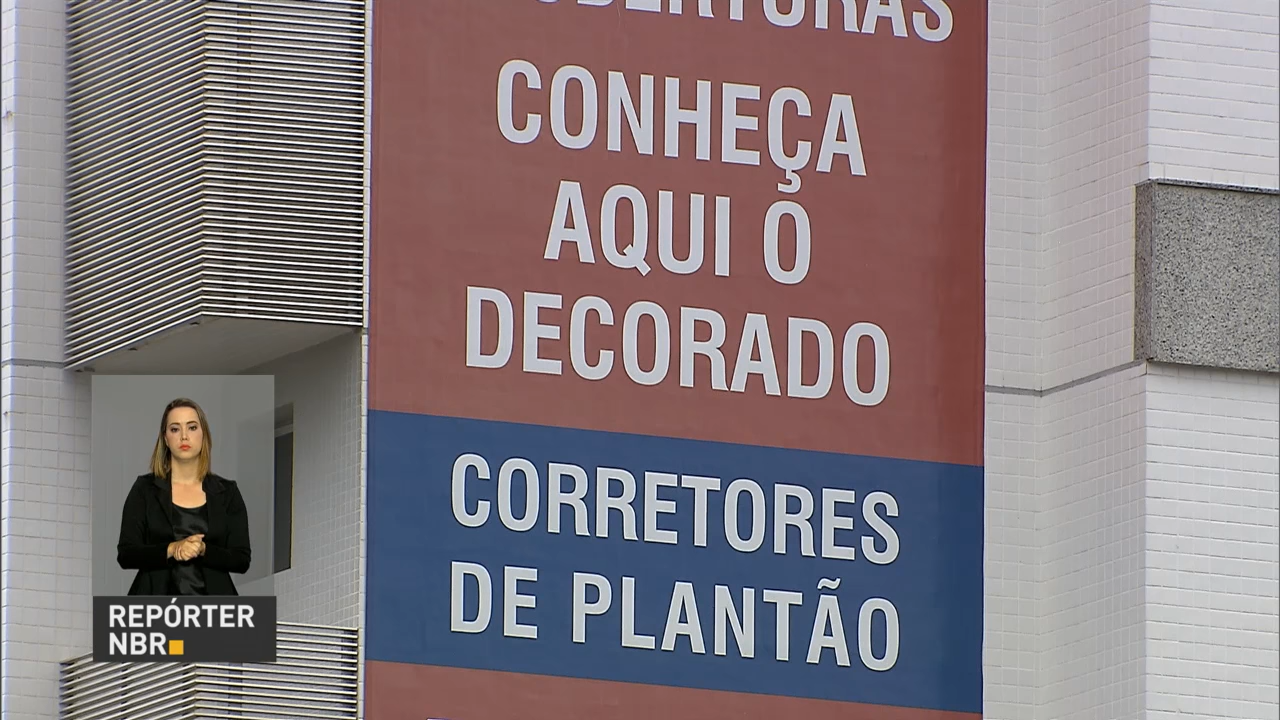 CONHEÇA
AQUI O
DECORADO
CORRETORES
DE PLANTÃO
REPÓRTER
NBR